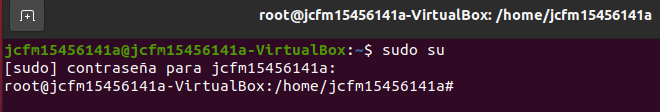 root@jcfm15456141a-VirtualBox: /home/jcfm15456141a
jcfm15456141a@jcfm15456141a-VirtualBox:~$ sudo su
[sudo] contraseña para jcfm15456141a:
root@jcfm15456141a-VirtualBox:/home/jcfm15456141a#